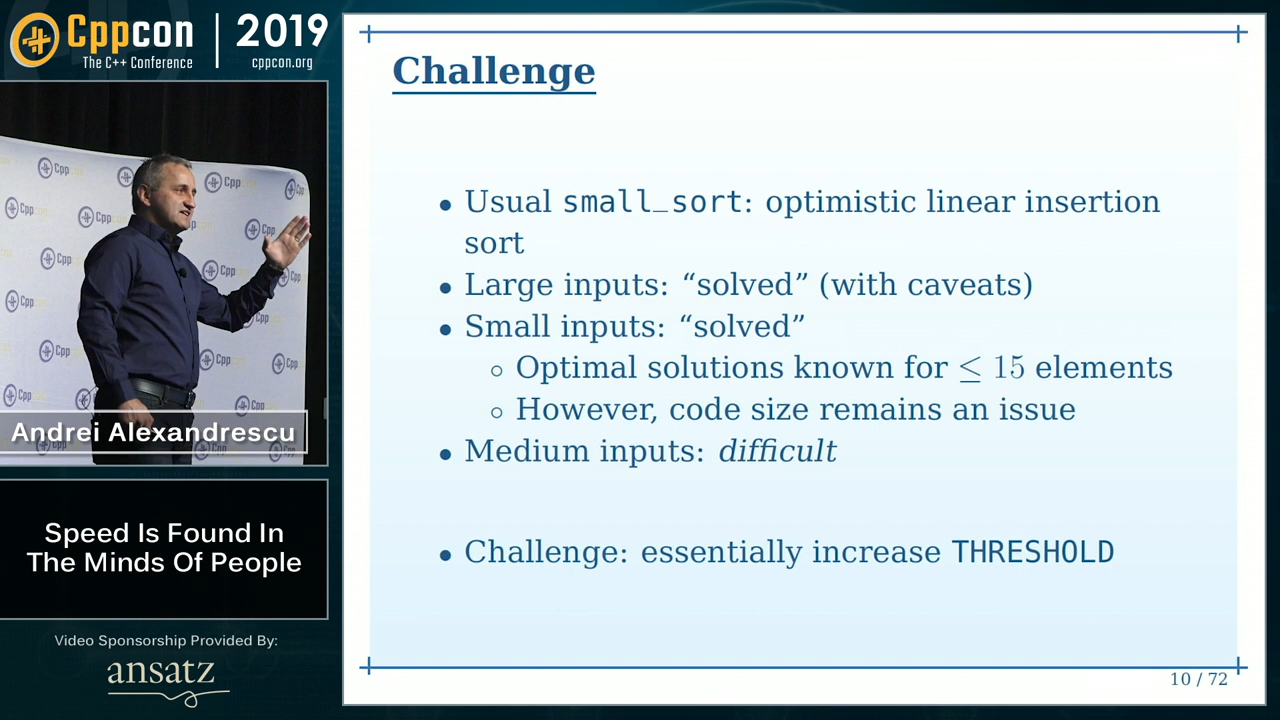 Cppcon | 2019
The C++ Conference cppcon.org
Andrei Alexandrescu
Speed Is Found In
The Minds Of People
Video Sponsorship Provided By:
ansatz
Challenge
• Usual small_sort: optimistic linear insertion
sort
• Large inputs: “solved” (with caveats)
• Small inputs: “solved”
◦ Optimal solutions known for ≤ 15 elements
◦ However, code size remains an issue
• Medium inputs: difficult
• Challenge: essentially increase THRESHOLD
10 / 72